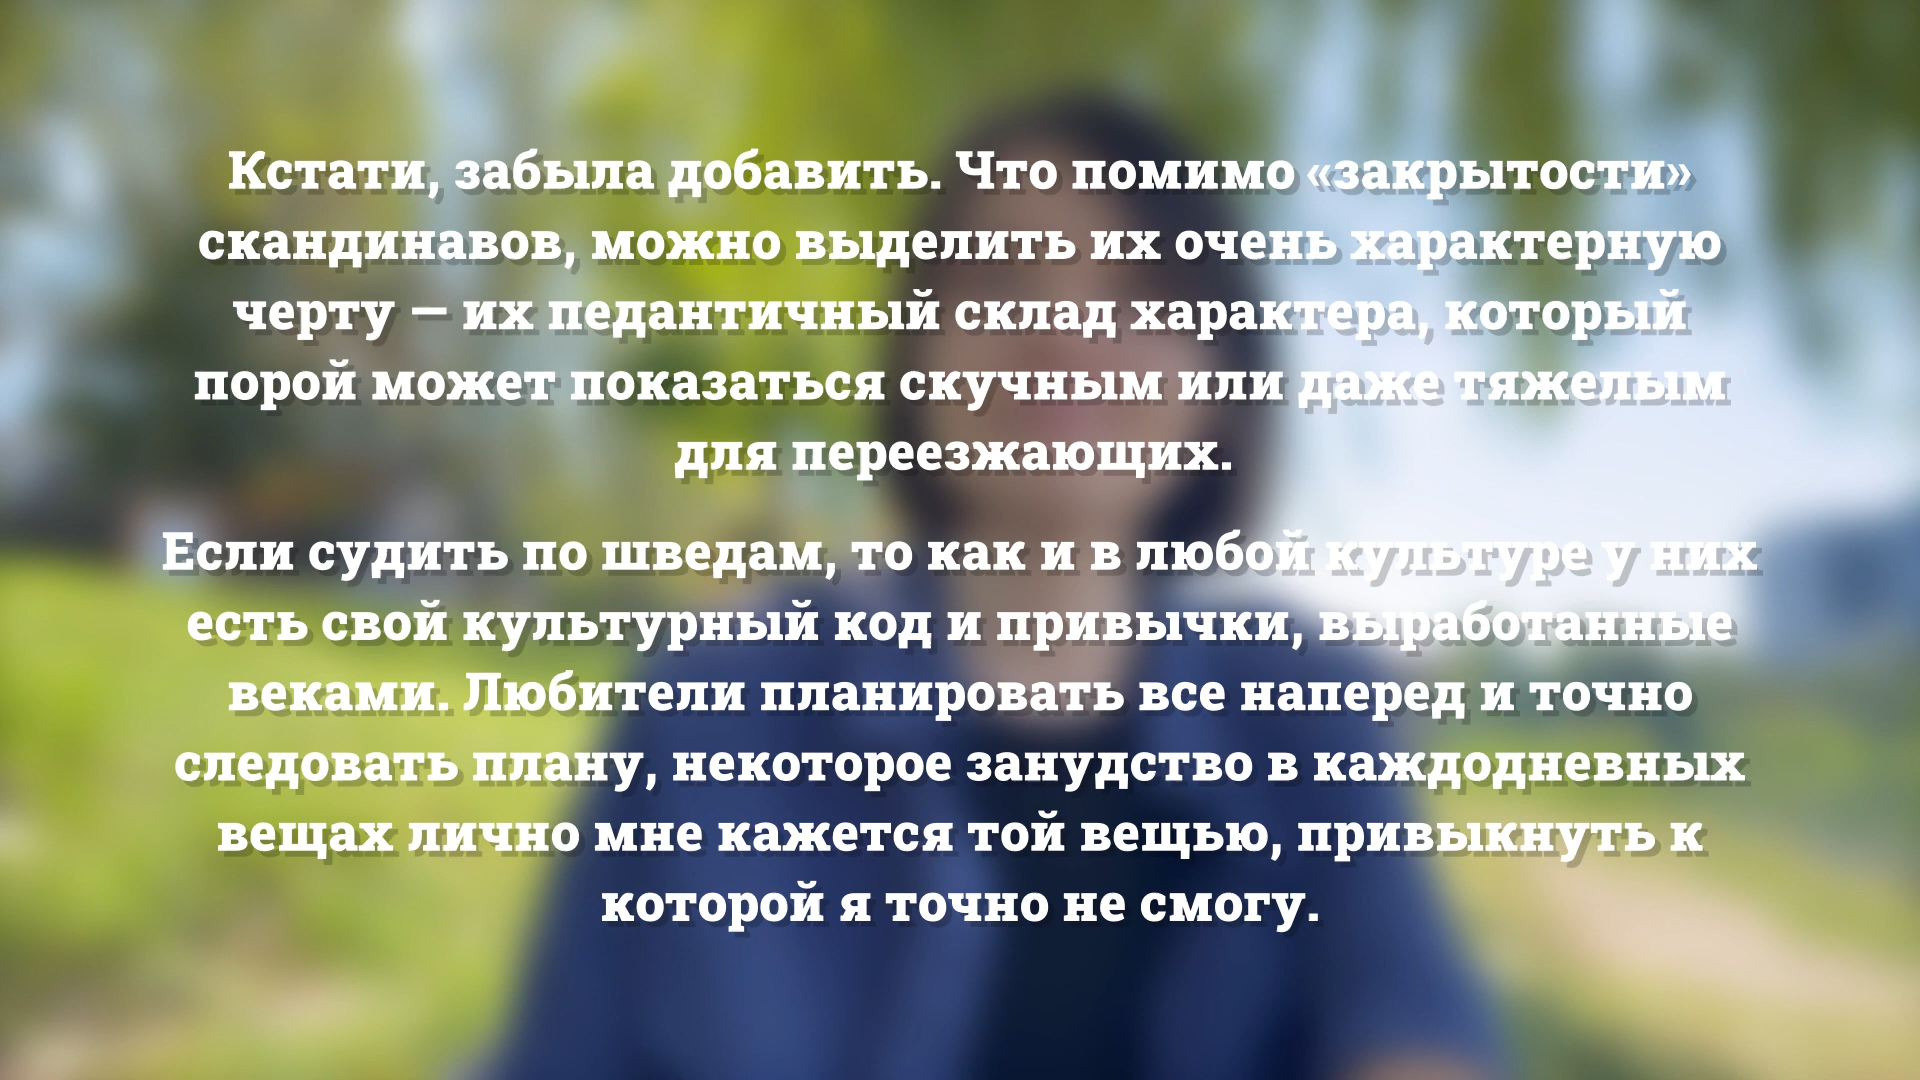 Кстати, забыла добавить. Что помимо «закрытости»
скандинавов, можно выделить их очень характерную
черту — их педантичный склад характера, который
порой может показаться скучным или даже тяжелым
для переезжающих.
Если судить по шведам, то как и в любой культуре у них
есть свой культурный код и привычки, выработанные
веками. Любители планировать все наперед и точно
следовать плану, некоторое занудство в каждодневных
вещах лично мне кажется той вещью, привыкнуть к
которой я точно не смогу.